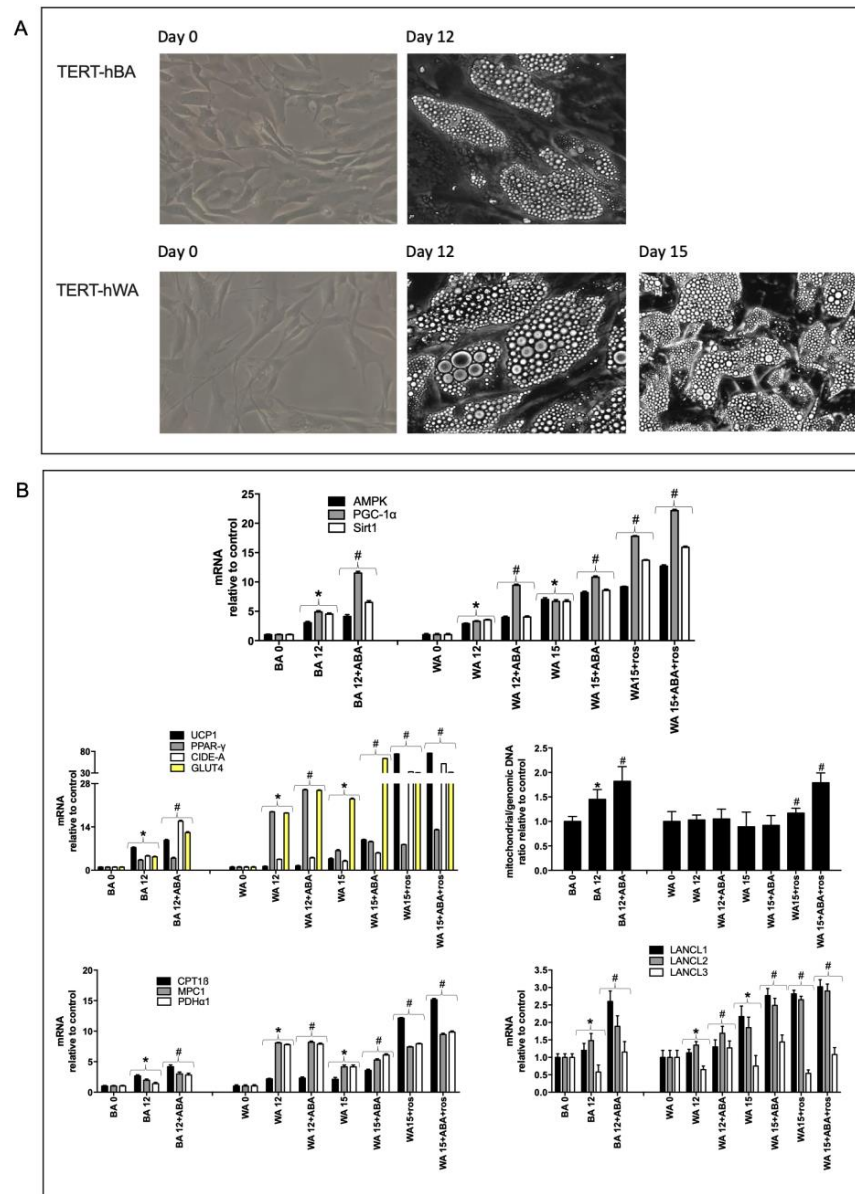 A
Day 0
Day 12
TERT-hBA
Day 0
Day 12
Day 15
TERT-hWA
B
AMPK
PGC-1α
Sirt1
mRNA
relative to control
25
20
15
10
5
0
*
#
*
#
*
#
#
#
BA 0
BA 12
BA 12+ABA
WA 0
WA 12
WA 12+ABA
WA 15
WA 15+ABA
WA15+ros
WA 15+ABA+ros
UCP1
PPAR-γ
CIDE-A
GLUT4
mRNA
relative to control
80
30
28
14
0
*
#
*
#
*
#
#
#
BA 0
BA 12
BA 12+ABA
WA 0
WA 12
WA 12+ABA
WA 15
WA 15+ABA
WA15+ros
WA 15+ABA+ros
mitochondrial/genomic DNA
ratio relative to control
2.5
2.0
1.5
1.0
0.5
0.0
*
#
#
#
BA 0
BA 12
BA 12+ABA
WA 0
WA 12
WA 12+ABA
WA 15
WA 15+ABA
WA 15+ros
WA 15+ABA+ros
CPT1ß
MPC1
PDHα1
mRNA
relative to control
20
15
10
5
0
*
#
*
#
*
#
#
#
BA 0
BA 12
BA 12+ABA
WA 0
WA 12
WA 12+ABA
WA 15
WA 15+ABA
WA15+ros
WA 15+ABA+ros
LANCL1
LANCL2
LANCL3
mRNA
relative to control
3.5
3.0
2.5
2.0
1.5
1.0
0.5
0.0
*
#
*
#
*
#
#
#
BA 0
BA 12
BA 12+ABA
WA 0
WA 12
WA 12+ABA
WA 15
WA 15+ABA
WA 15+ros
WA 15+ABA+ros